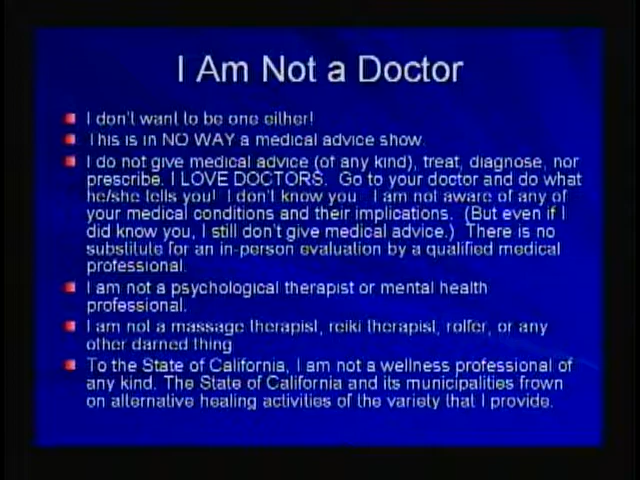 I Am Not a Doctor
I don't want to be one either!
This is in NO WAY a medical advice show.
I do not give medical advice (of any kind), treat, diagnose, nor
prescribe. I LOVE DOCTORS. Go to your doctor and do what
he/she tells you! I don't know you. I am not aware of any of
your medical conditions and their implications. (But even if I
did know you, I still don't give medical advice.) There is no
substitute for an in-person evaluation by a qualified medical
professional.
I am not a psychological therapist or mental health
professional.
I am not a massage therapist, reiki therapist, rolfer, or any
other darned thing
To the State of California, I am not a wellness professional of
any kind. The State of California and its municipalities frown
on alternative healing activities of the variety that I provide.